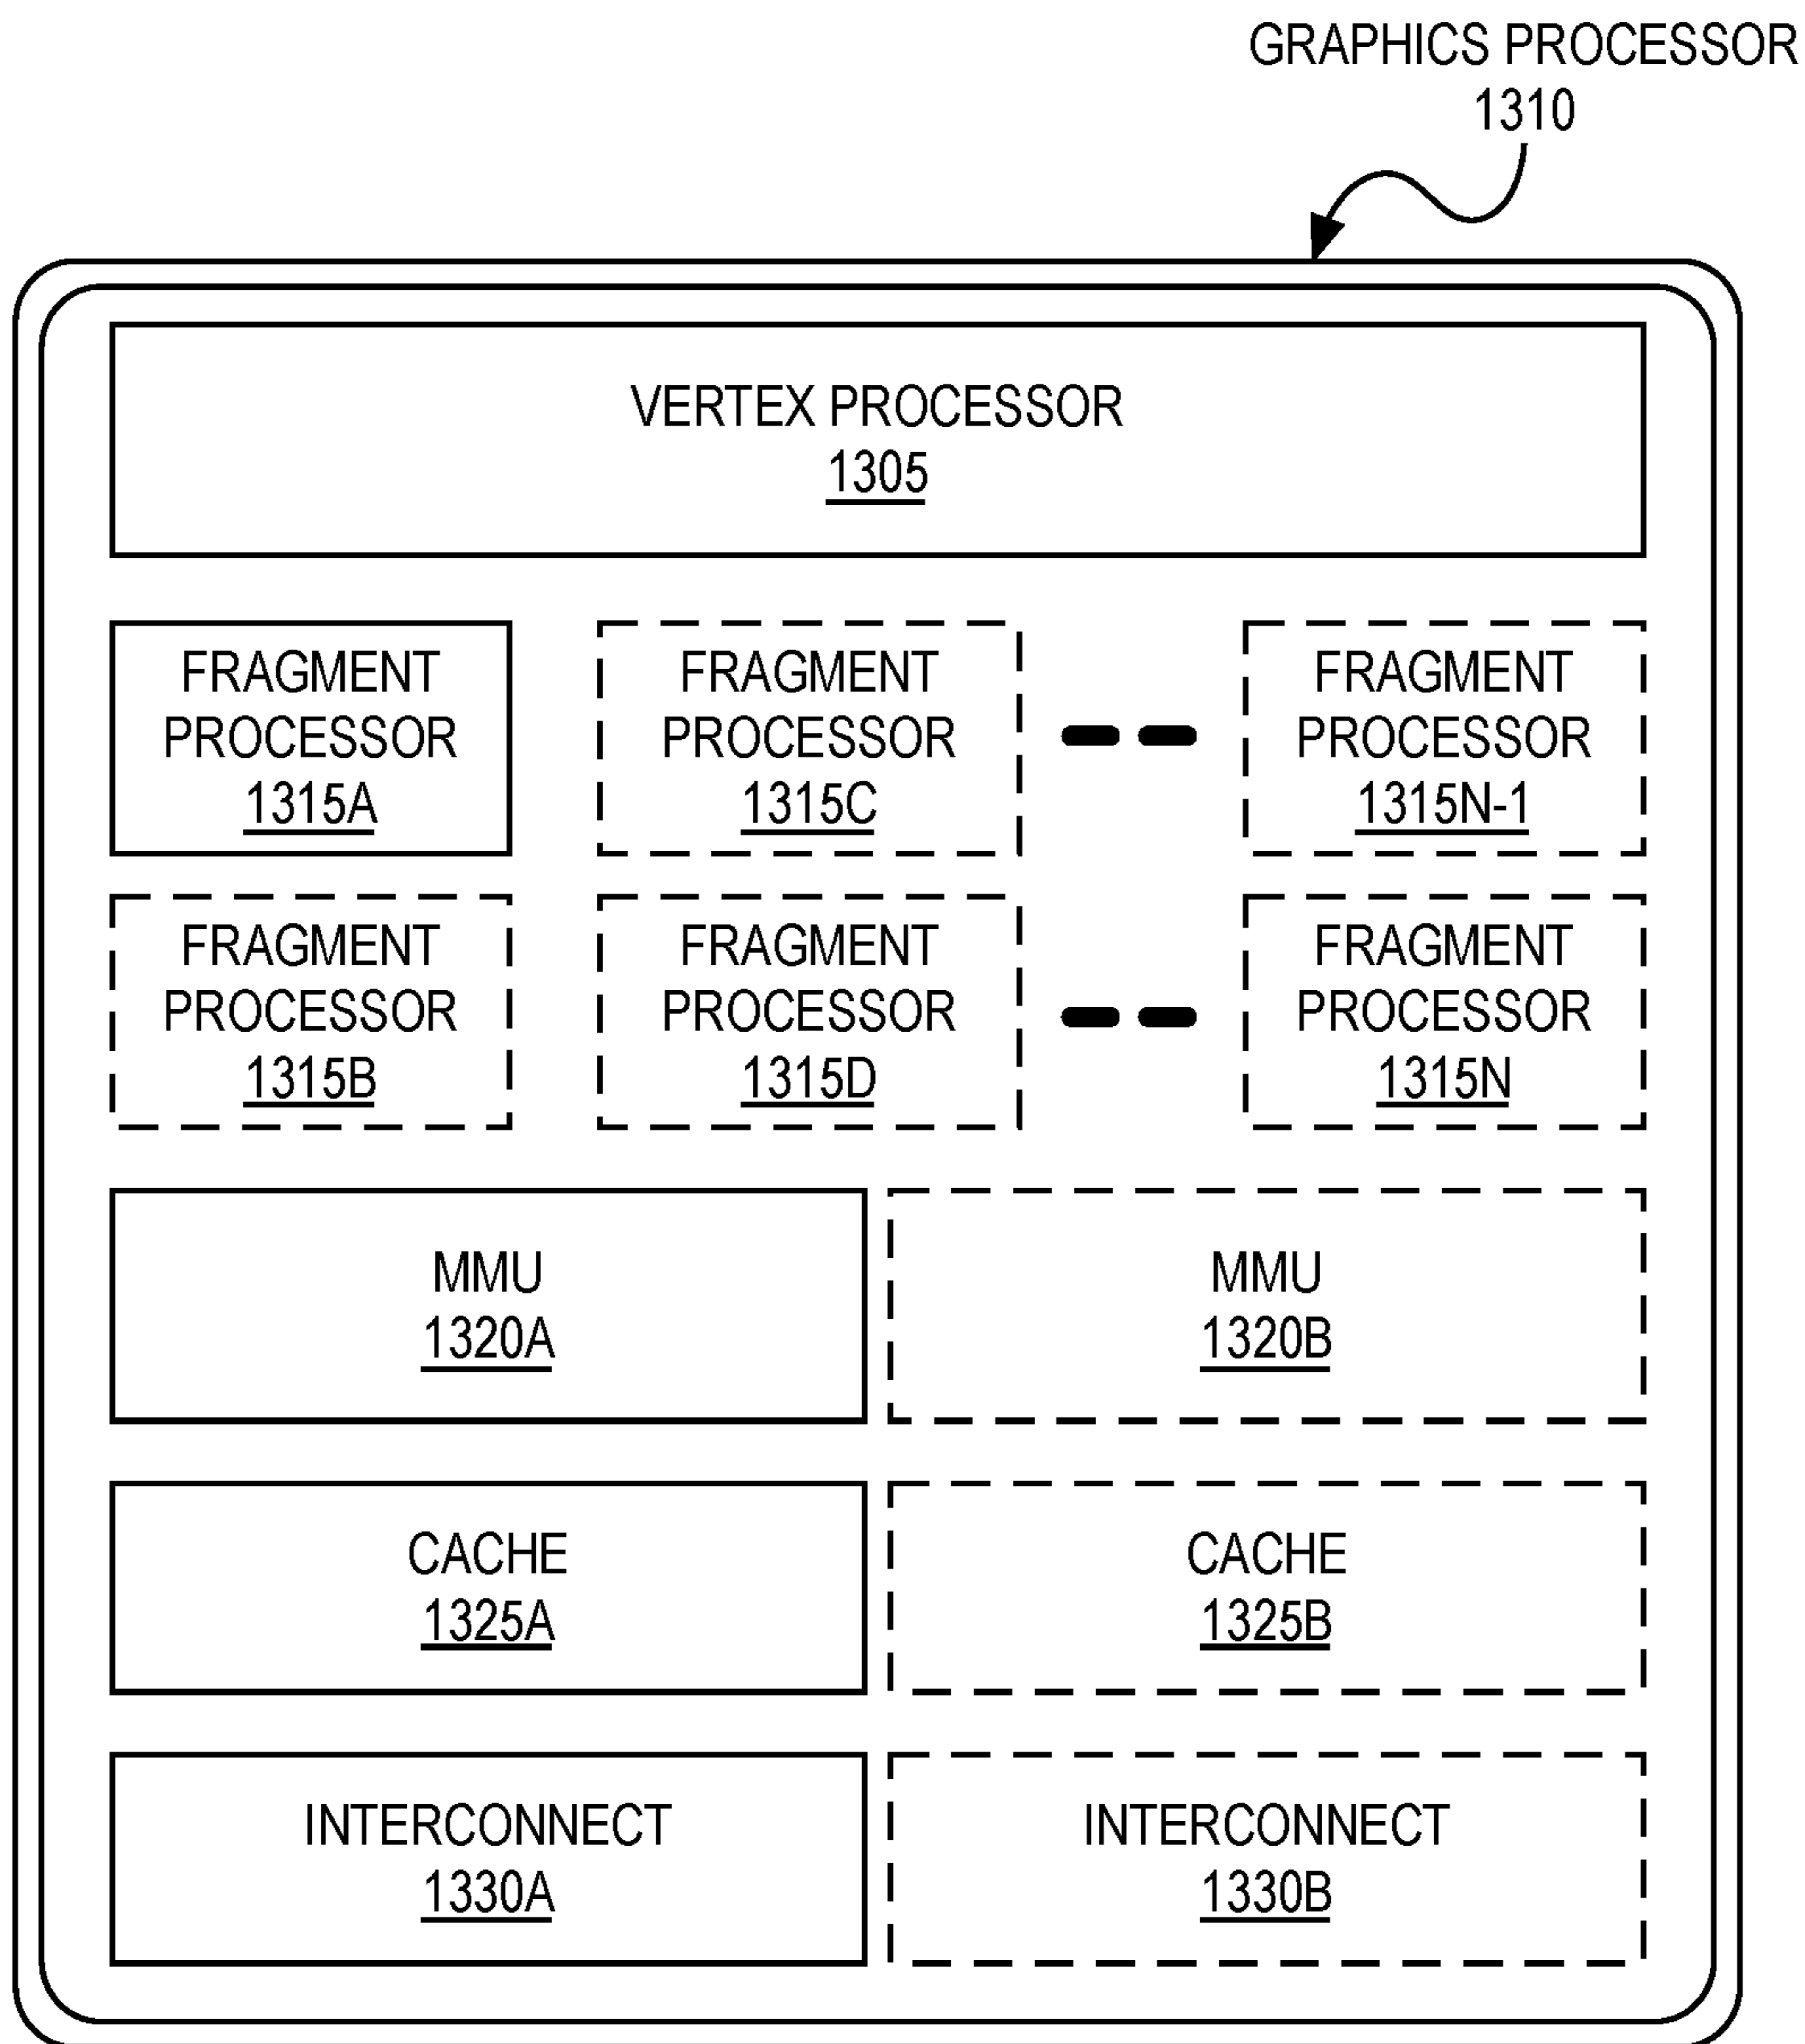 GRAPHICS PROCESSOR
1310
VERTEX PROCESSOR
1305
FRAGMENT
PROCESSOR
1315A
FRAGMENT
PROCESSOR
1315C
FRAGMENT
PROCESSOR
1315N-1
FRAGMENT
PROCESSOR
1315B
FRAGMENT
PROCESSOR
1315D
FRAGMENT
PROCESSOR
1315N
MMU
1320A
MMU
1320B
CACHE
1325A
CACHE
1325B
INTERCONNECT
1330A
INTERCONNECT
1330B